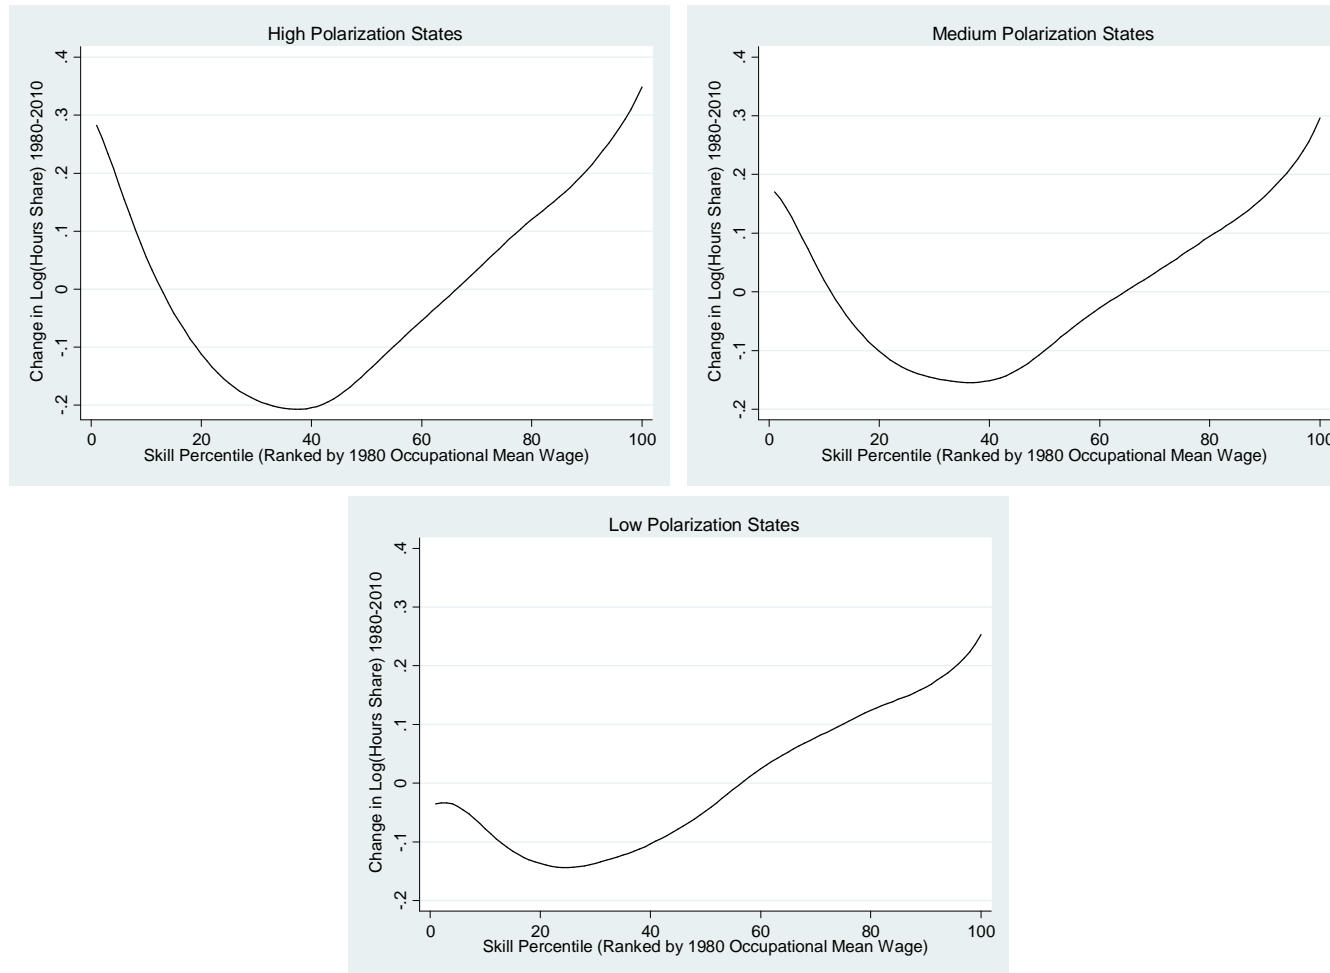 High Polarization States
Change in Log(Hours Share) 1980-2010
.4
.3
.2
.1
0
-.1
-.2
0 20 40 60 80 100
Skill Percentile (Ranked by 1980 Occupational Mean Wage)
Medium Polarization States
Change in Log(Hours Share) 1980-2010
.4
.3
.2
.1
0
-.1
-.2
0 20 40 60 80 100
Skill Percentile (Ranked by 1980 Occupational Mean Wage)
Low Polarization States
Change in Log(Hours Share) 1980-2010
.4
.3
.2
.1
0
-.1
-.2
0 20 40 60 80 100
Skill Percentile (Ranked by 1980 Occupational Mean Wage)